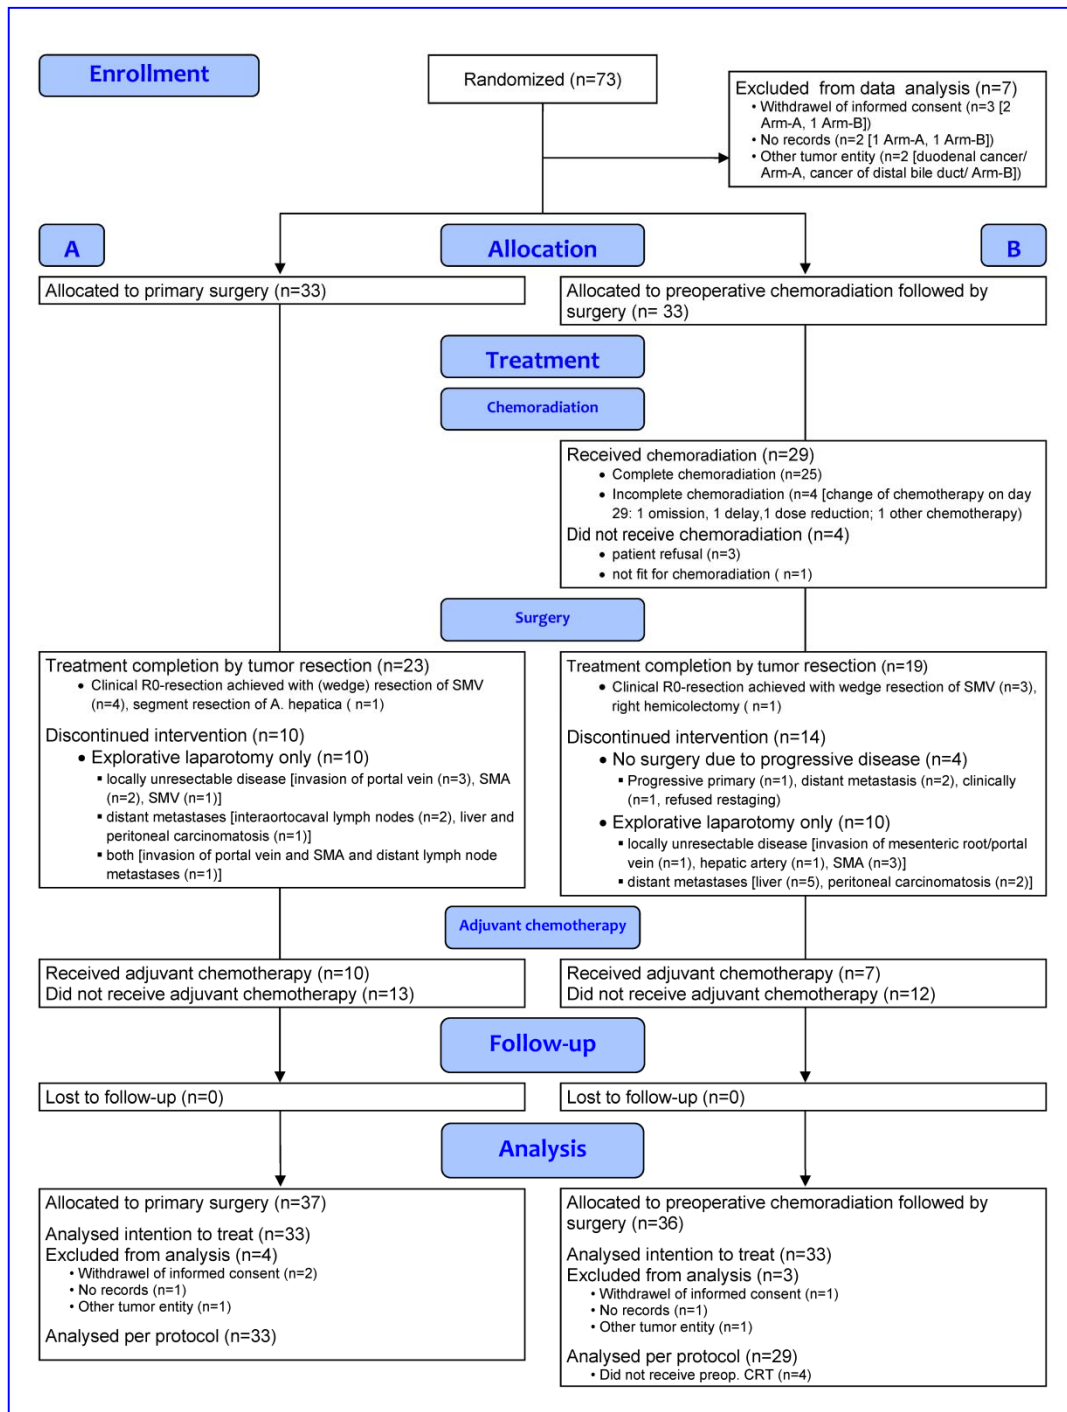 Enrollment
Randomized (n=73)
Excluded from data analysis (n=7)
• Withdrawel of informed consent (n=3 [2
Arm-A, 1 Arm-B])
• No records (n=2 [1 Arm-A, 1 Arm-B])
• Other tumor entity (n=2 [duodenal cancer/
Arm-A, cancer of distal bile duct/ Arm-B])
A
Allocation
B
Allocated to primary surgery (n=33)
Allocated to preoperative chemoradiation followed by
surgery (n= 33)
Treatment
Chemoradiation
Received chemoradiation (n=29)
• Complete chemoradiation (n=25)
• Incomplete chemoradiation (n=4 [change of chemotherapy on day
29: 1 omission, 1 delay,1 dose reduction; 1 other chemotherapy)
Did not receive chemoradiation (n=4)
• patient refusal (n=3)
• not fit for chemoradiation ( n=1)
Surgery
Treatment completion by tumor resection (n=23)
• Clinical R0-resection achieved with (wedge) resection of SMV
(n=4), segment resection of A. hepatica ( n=1)
Discontinued intervention (n=10)
• Explorative laparotomy only (n=10)
▪ locally unresectable disease [invasion of portal vein (n=3), SMA
(n=2), SMV (n=1)]
▪ distant metastases [interaortocaval lymph nodes (n=2), liver and
peritoneal carcinomatosis (n=1)]
▪ both [invasion of portal vein and SMA and distant lymph node
metastases (n=1)]
Treatment completion by tumor resection (n=19)
• Clinical R0-resection achieved with wedge resection of SMV (n=3),
right hemicolectomy ( n=1)
Discontinued intervention (n=14)
• No surgery due to progressive disease (n=4)
▪ Progressive primary (n=1), distant metastasis (n=2), clinically
(n=1, refused restaging)
• Explorative laparotomy only (n=10)
▪ locally unresectable disease [invasion of mesenteric root/portal
vein (n=1), hepatic artery (n=1), SMA (n=3)]
▪ distant metastases [liver (n=5), peritoneal carcinomatosis (n=2)]
Adjuvant chemotherapy
Received adjuvant chemotherapy (n=10)
Did not receive adjuvant chemotherapy (n=13)
Received adjuvant chemotherapy (n=7)
Did not receive adjuvant chemotherapy (n=12)
Follow-up
Lost to follow-up (n=0)
Lost to follow-up (n=0)
Analysis
Allocated to primary surgery (n=37)
Analysed intention to treat (n=33)
Excluded from analysis (n=4)
• Withdrawel of informed consent (n=2)
• No records (n=1)
• Other tumor entity (n=1)
Analysed per protocol (n=33)
Allocated to preoperative chemoradiation followed by
surgery (n=36)
Analysed intention to treat (n=33)
Excluded from analysis (n=3)
• Withdrawel of informed consent (n=1)
• No records (n=1)
• Other tumor entity (n=1)
Analysed per protocol (n=29)
• Did not receive preop. CRT (n=4)